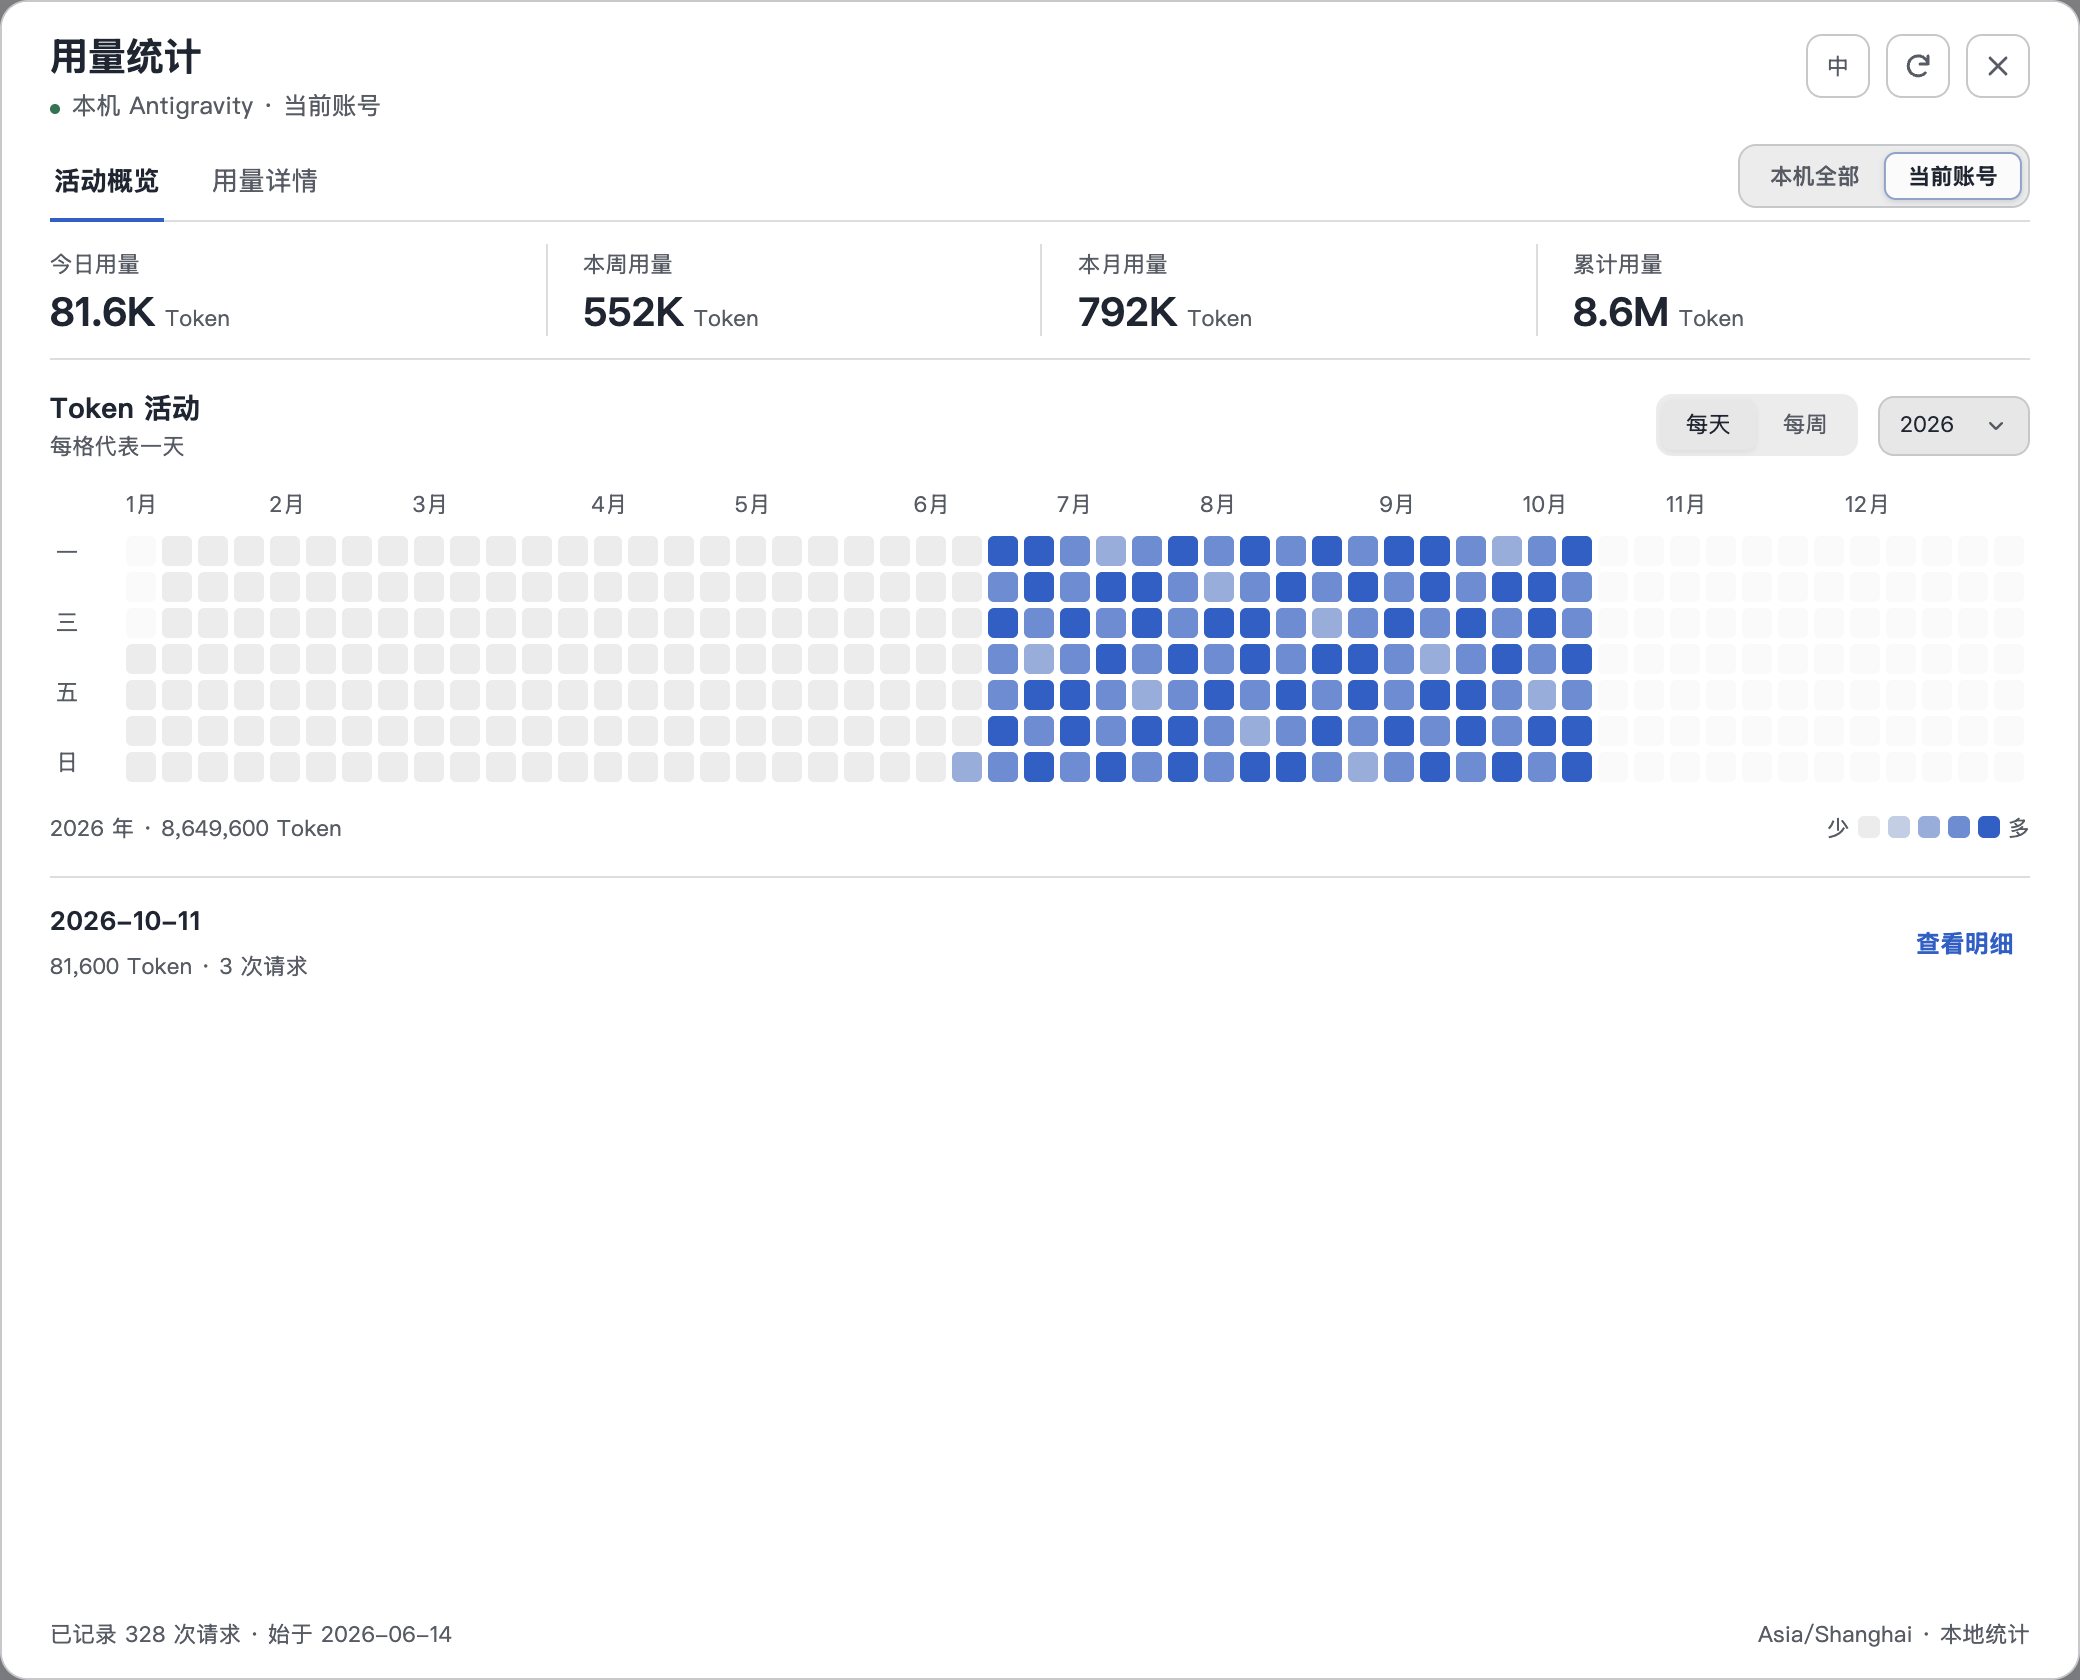 用量统计
中
本机 Antigravity · 当前账号
活动概览 用量详情
本机全部 当前账号
今日用量 本周用量 本月用量 累计用量
81.6K Token 552K Token 792K Token 8.6M Token
Token 活动
每格代表一天
每天 每周 2026
1月 2月 3月 4月 5月 6月 7月 8月 9月 10月 11月 12月
一
三
五
日
2026 年 · 8,649,600 Token
少 多
2026–10–11
81,600 Token · 3 次请求
查看明细
已记录 328 次请求 · 始于 2026–06–14
Asia/Shanghai · 本地统计